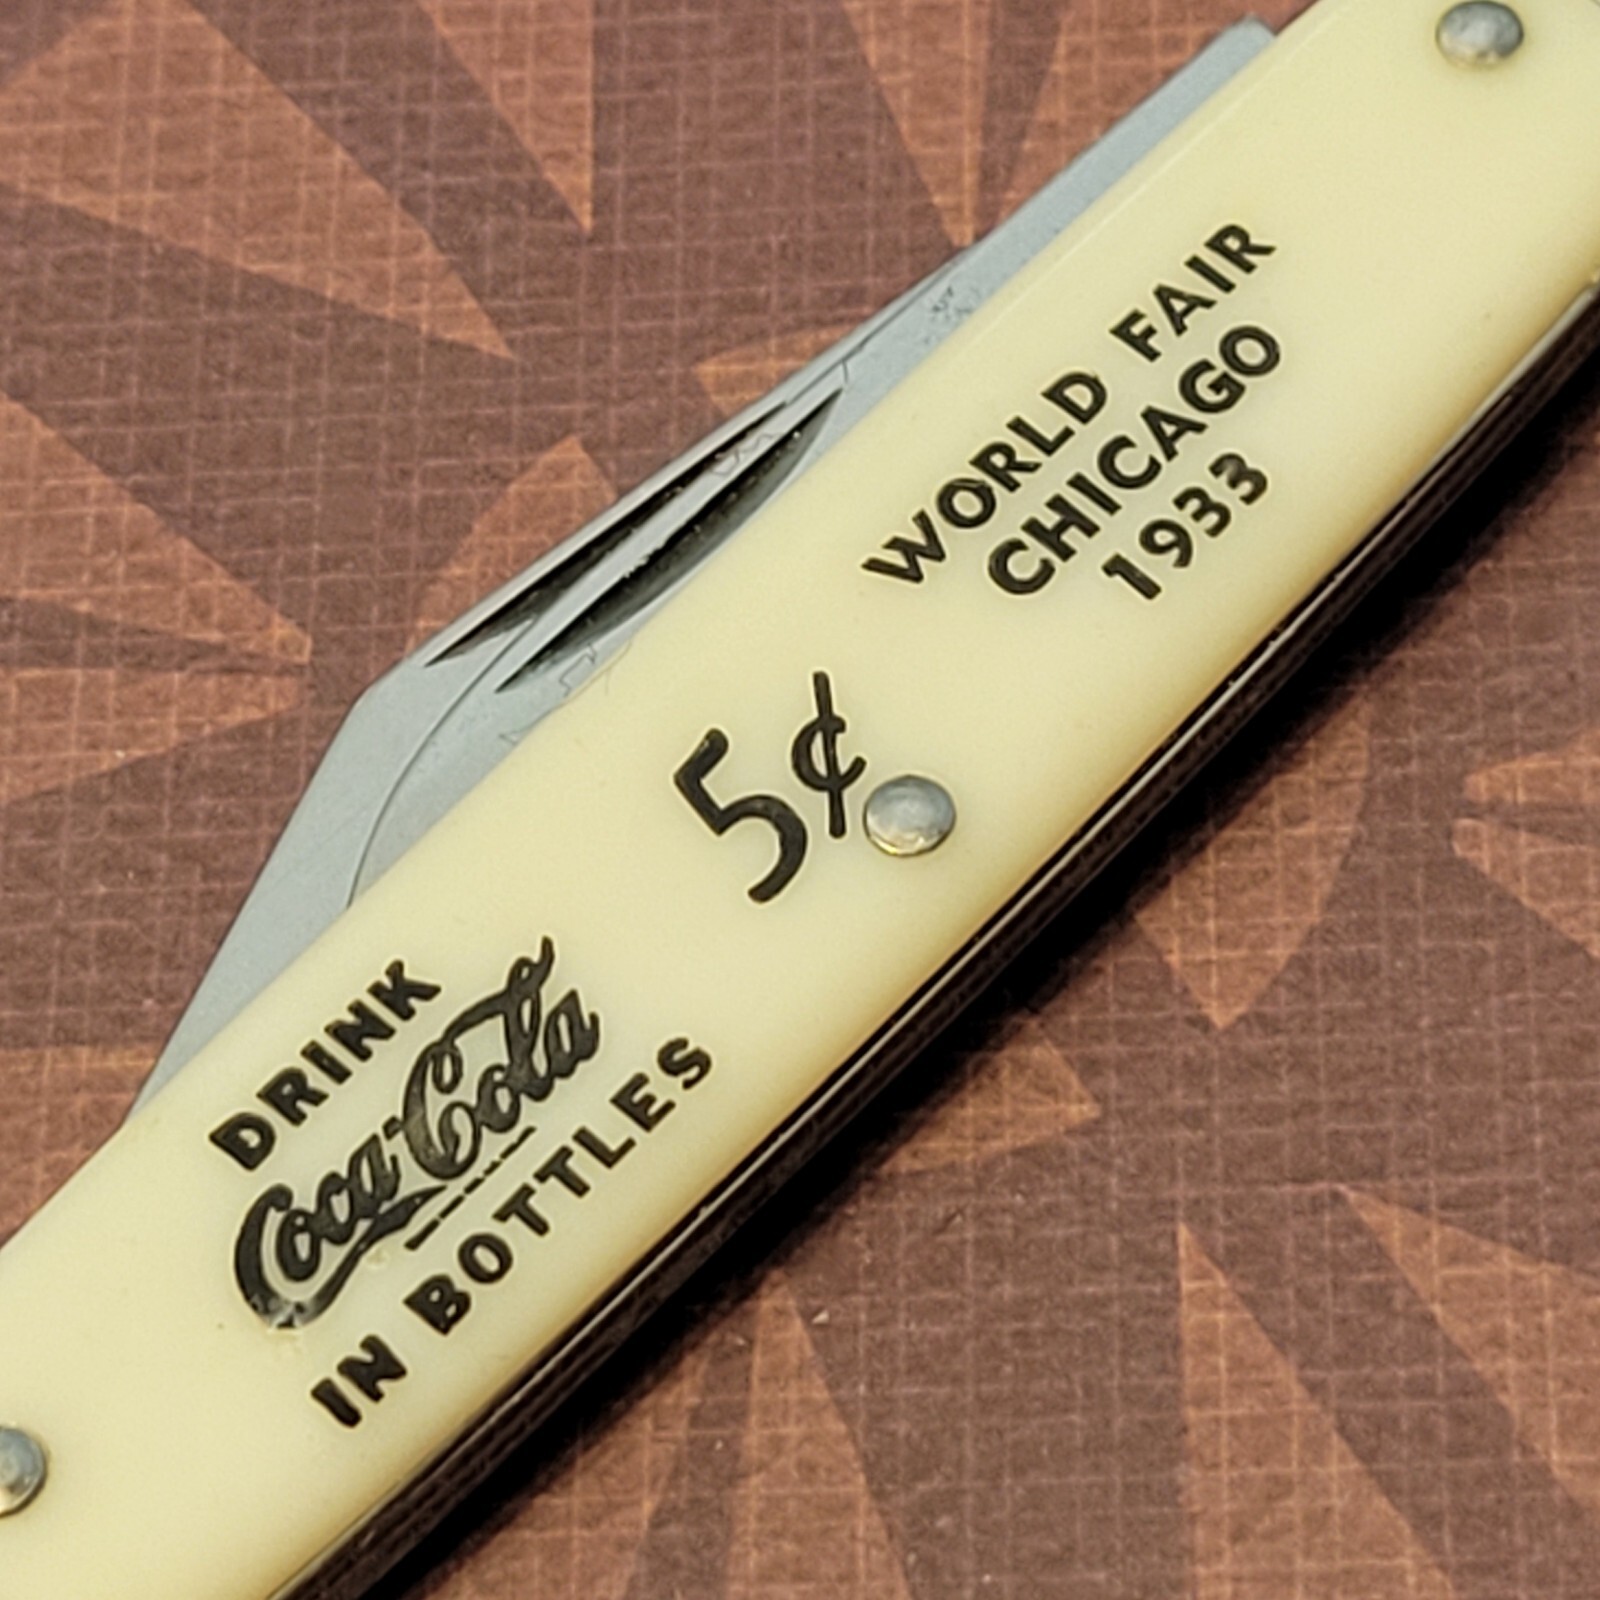 DRINK
Coca-Cola
IN BOTTLES
5¢
WORLD FAIR
CHICAGO
1933